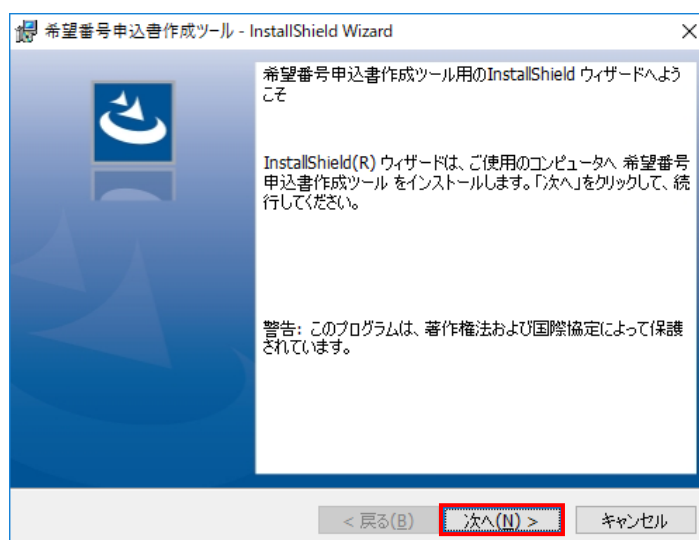 希望番号申込書作成ツール - InstallShield Wizard
希望番号申込書作成ツール用のInstallShield ウィザードへよう
こそ
InstallShield(R) ウィザードは、ご使用のコンピュータへ 希望番号
申込書作成ツール をインストールします。「次へ」をクリックして、続
行してください。
警告: このプログラムは、著作権法および国際協定によって保護
されています。
< 戻る(B) 次へ(N) > キャンセル